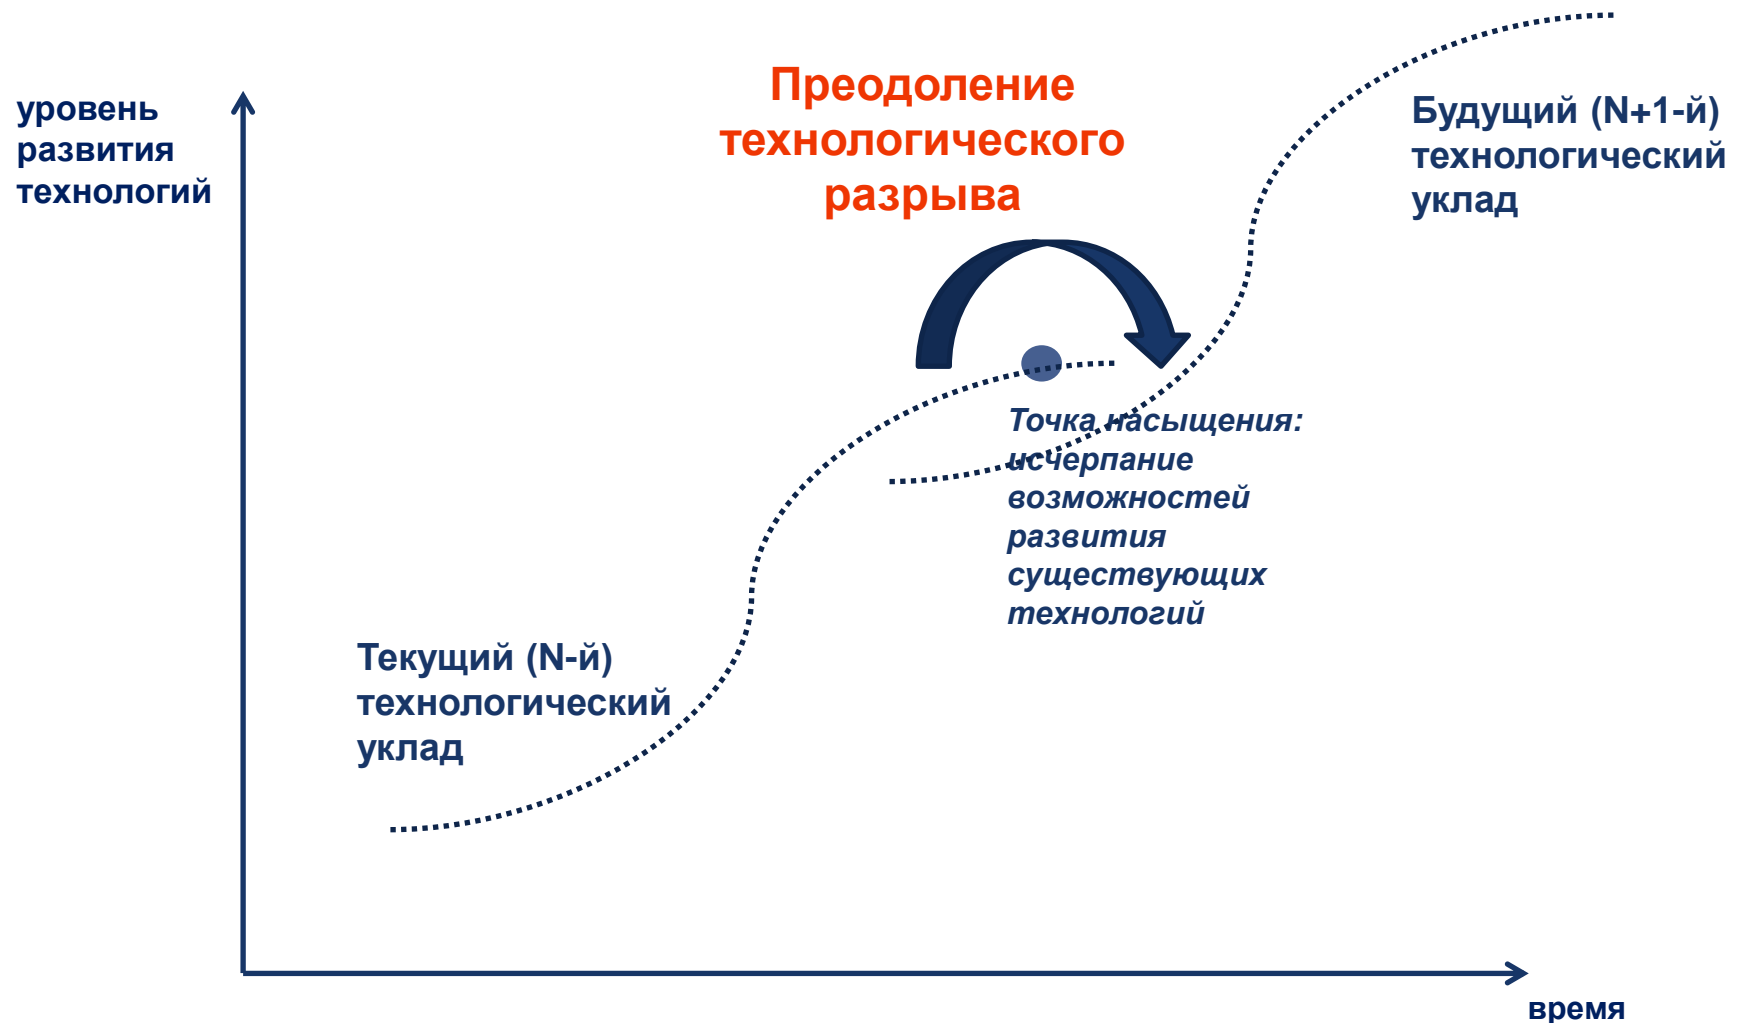 Преодоление
технологического
разрыва
уровень
развития
технологий
Будущий (N+1-й)
технологический
уклад
Точка насыщения:
исчерпание
возможностей
развития
существующих
технологий
Текущий (N-й)
технологический
уклад
время